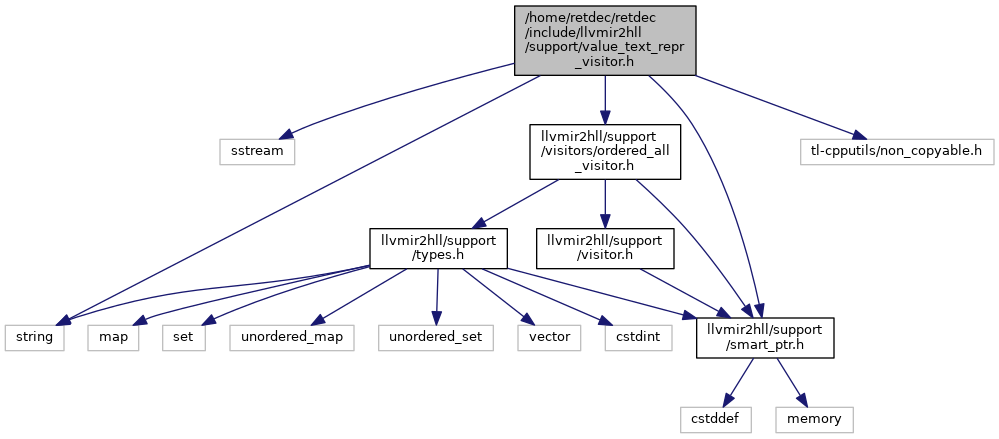 /home/retdec/retdec
/include/llvmir2hll
/support/value_text_repr
_visitor.h
sstream
llvmir2hll/support
/visitors/ordered_all
_visitor.h
tl-cpputils/non_copyable.h
llvmir2hll/support
/types.h
llvmir2hll/support
/visitor.h
string
map
set
unordered_map
unordered_set
vector
cstdint
llvmir2hll/support
/smart_ptr.h
cstddef
memory